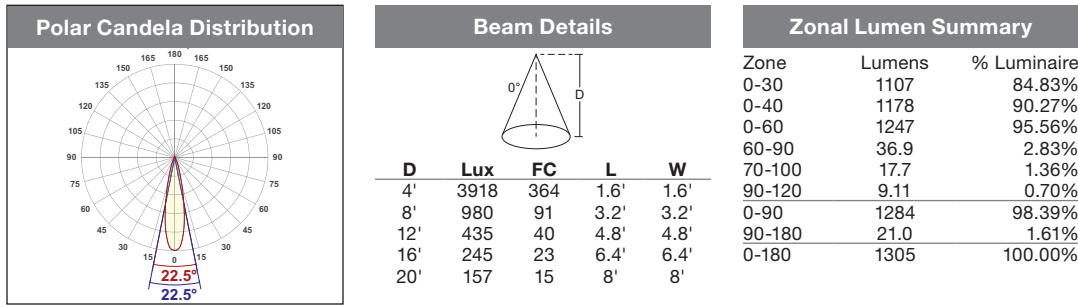 Polar Candela Distribution
180
165 165
150 150
135 135
120 120
105 105
90 90
75 75
60 60
45 45
30 30
15 0 15
22.5°
22.5°
Beam Details
0°
D
D Lux FC L W
4' 3918 364 1.6' 1.6'
8' 980 91 3.2' 3.2'
12' 435 40 4.8' 4.8'
16' 245 23 6.4' 6.4'
20' 157 15 8' 8'
Zonal Lumen Summary
Zone Lumens % Luminaire
0-30 1107 84.83%
0-40 1178 90.27%
0-60 1247 95.56%
60-90 36.9 2.83%
70-100 17.7 1.36%
90-120 9.11 0.70%
0-90 1284 98.39%
90-180 21.0 1.61%
0-180 1305 100.00%